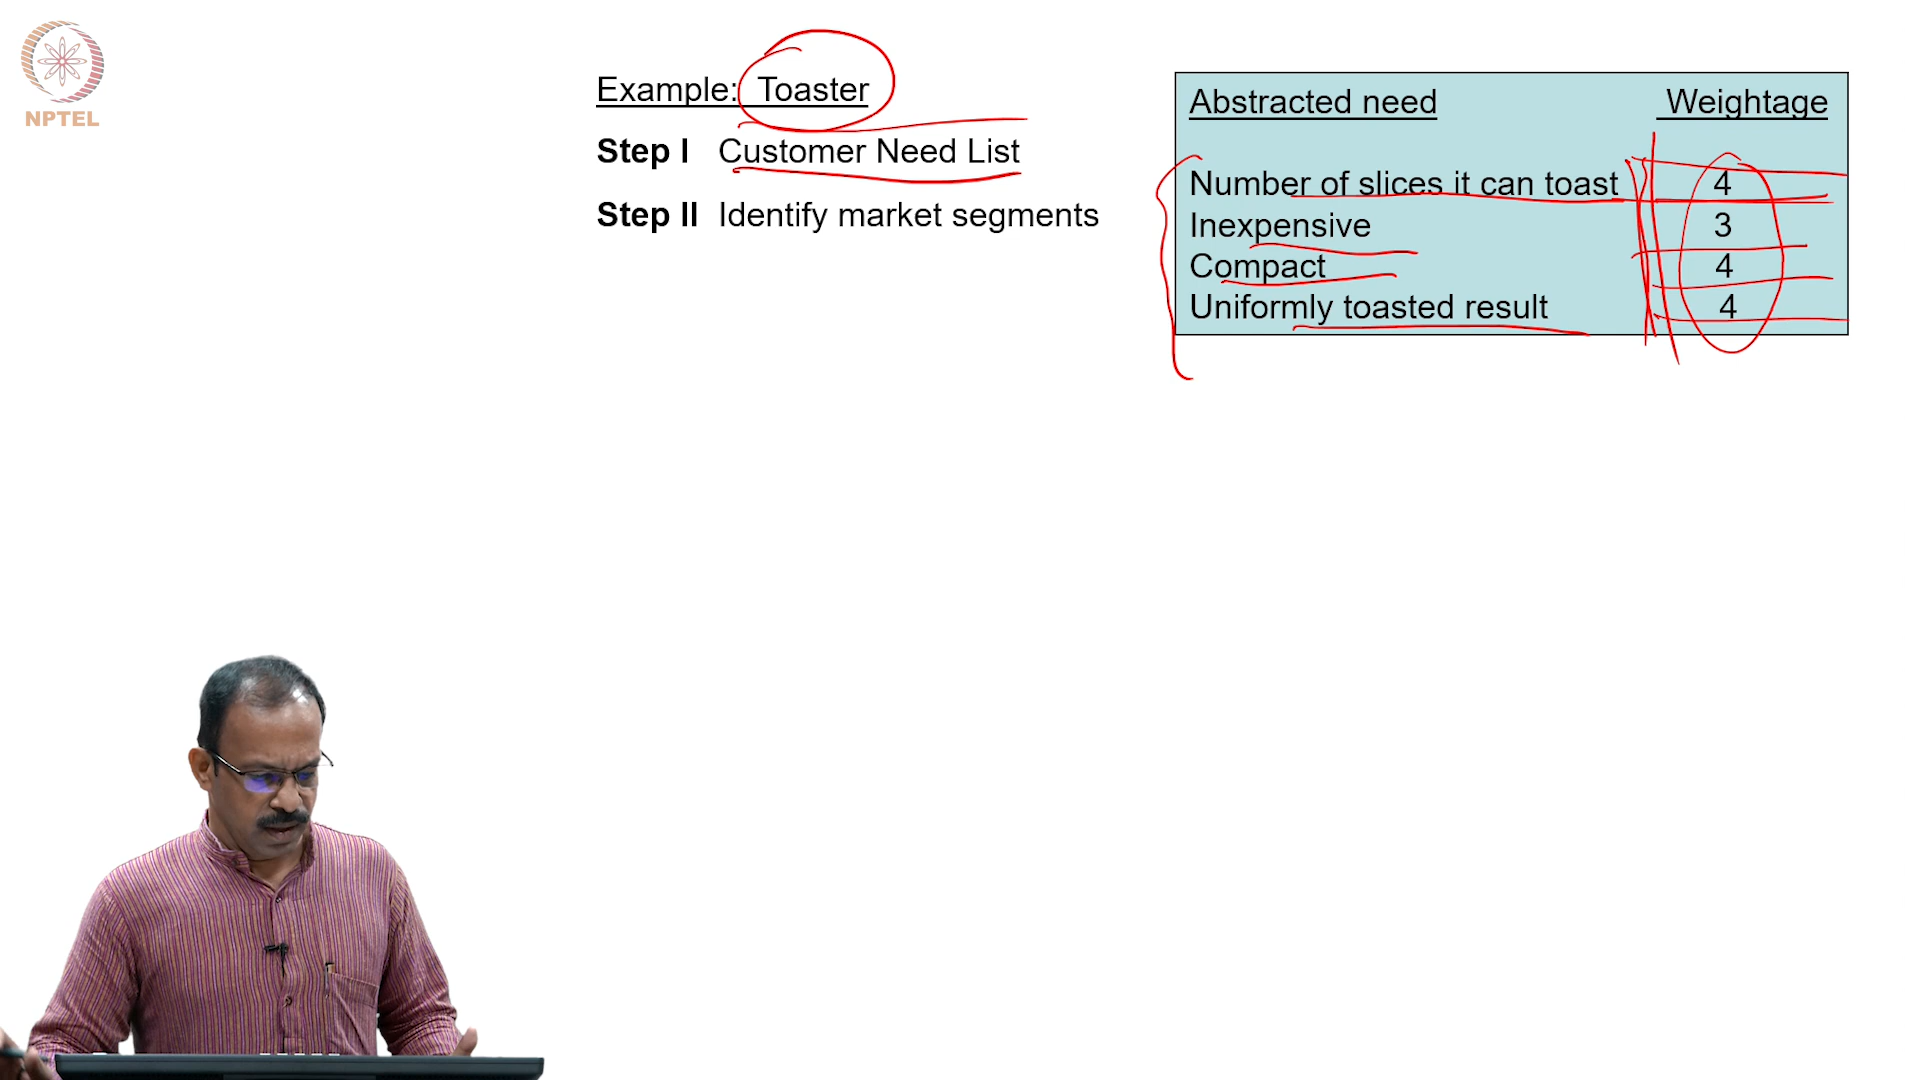 NPTEL
Example: Toaster
Step I Customer Need List
Step II Identify market segments
Abstracted need Weightage
Number of slices it can toast 4
Inexpensive 3
Compact 4
Uniformly toasted result 4